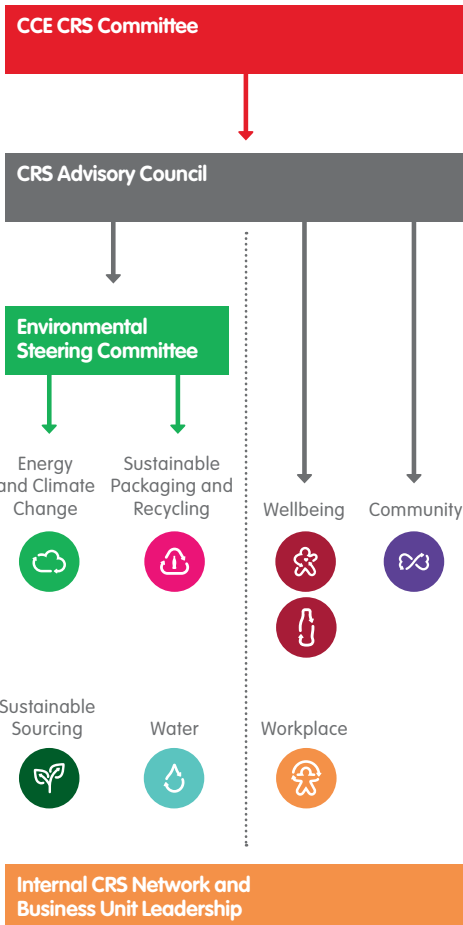 CCE CRS Committee
CRS Advisory Council
Environmental
Steering Committee
Energy
and Climate
Change
Sustainable
Packaging and
Recycling
Wellbeing
Community
Sustainable
Sourcing
Water
Workplace
Internal CRS Network and
Business Unit Leadership